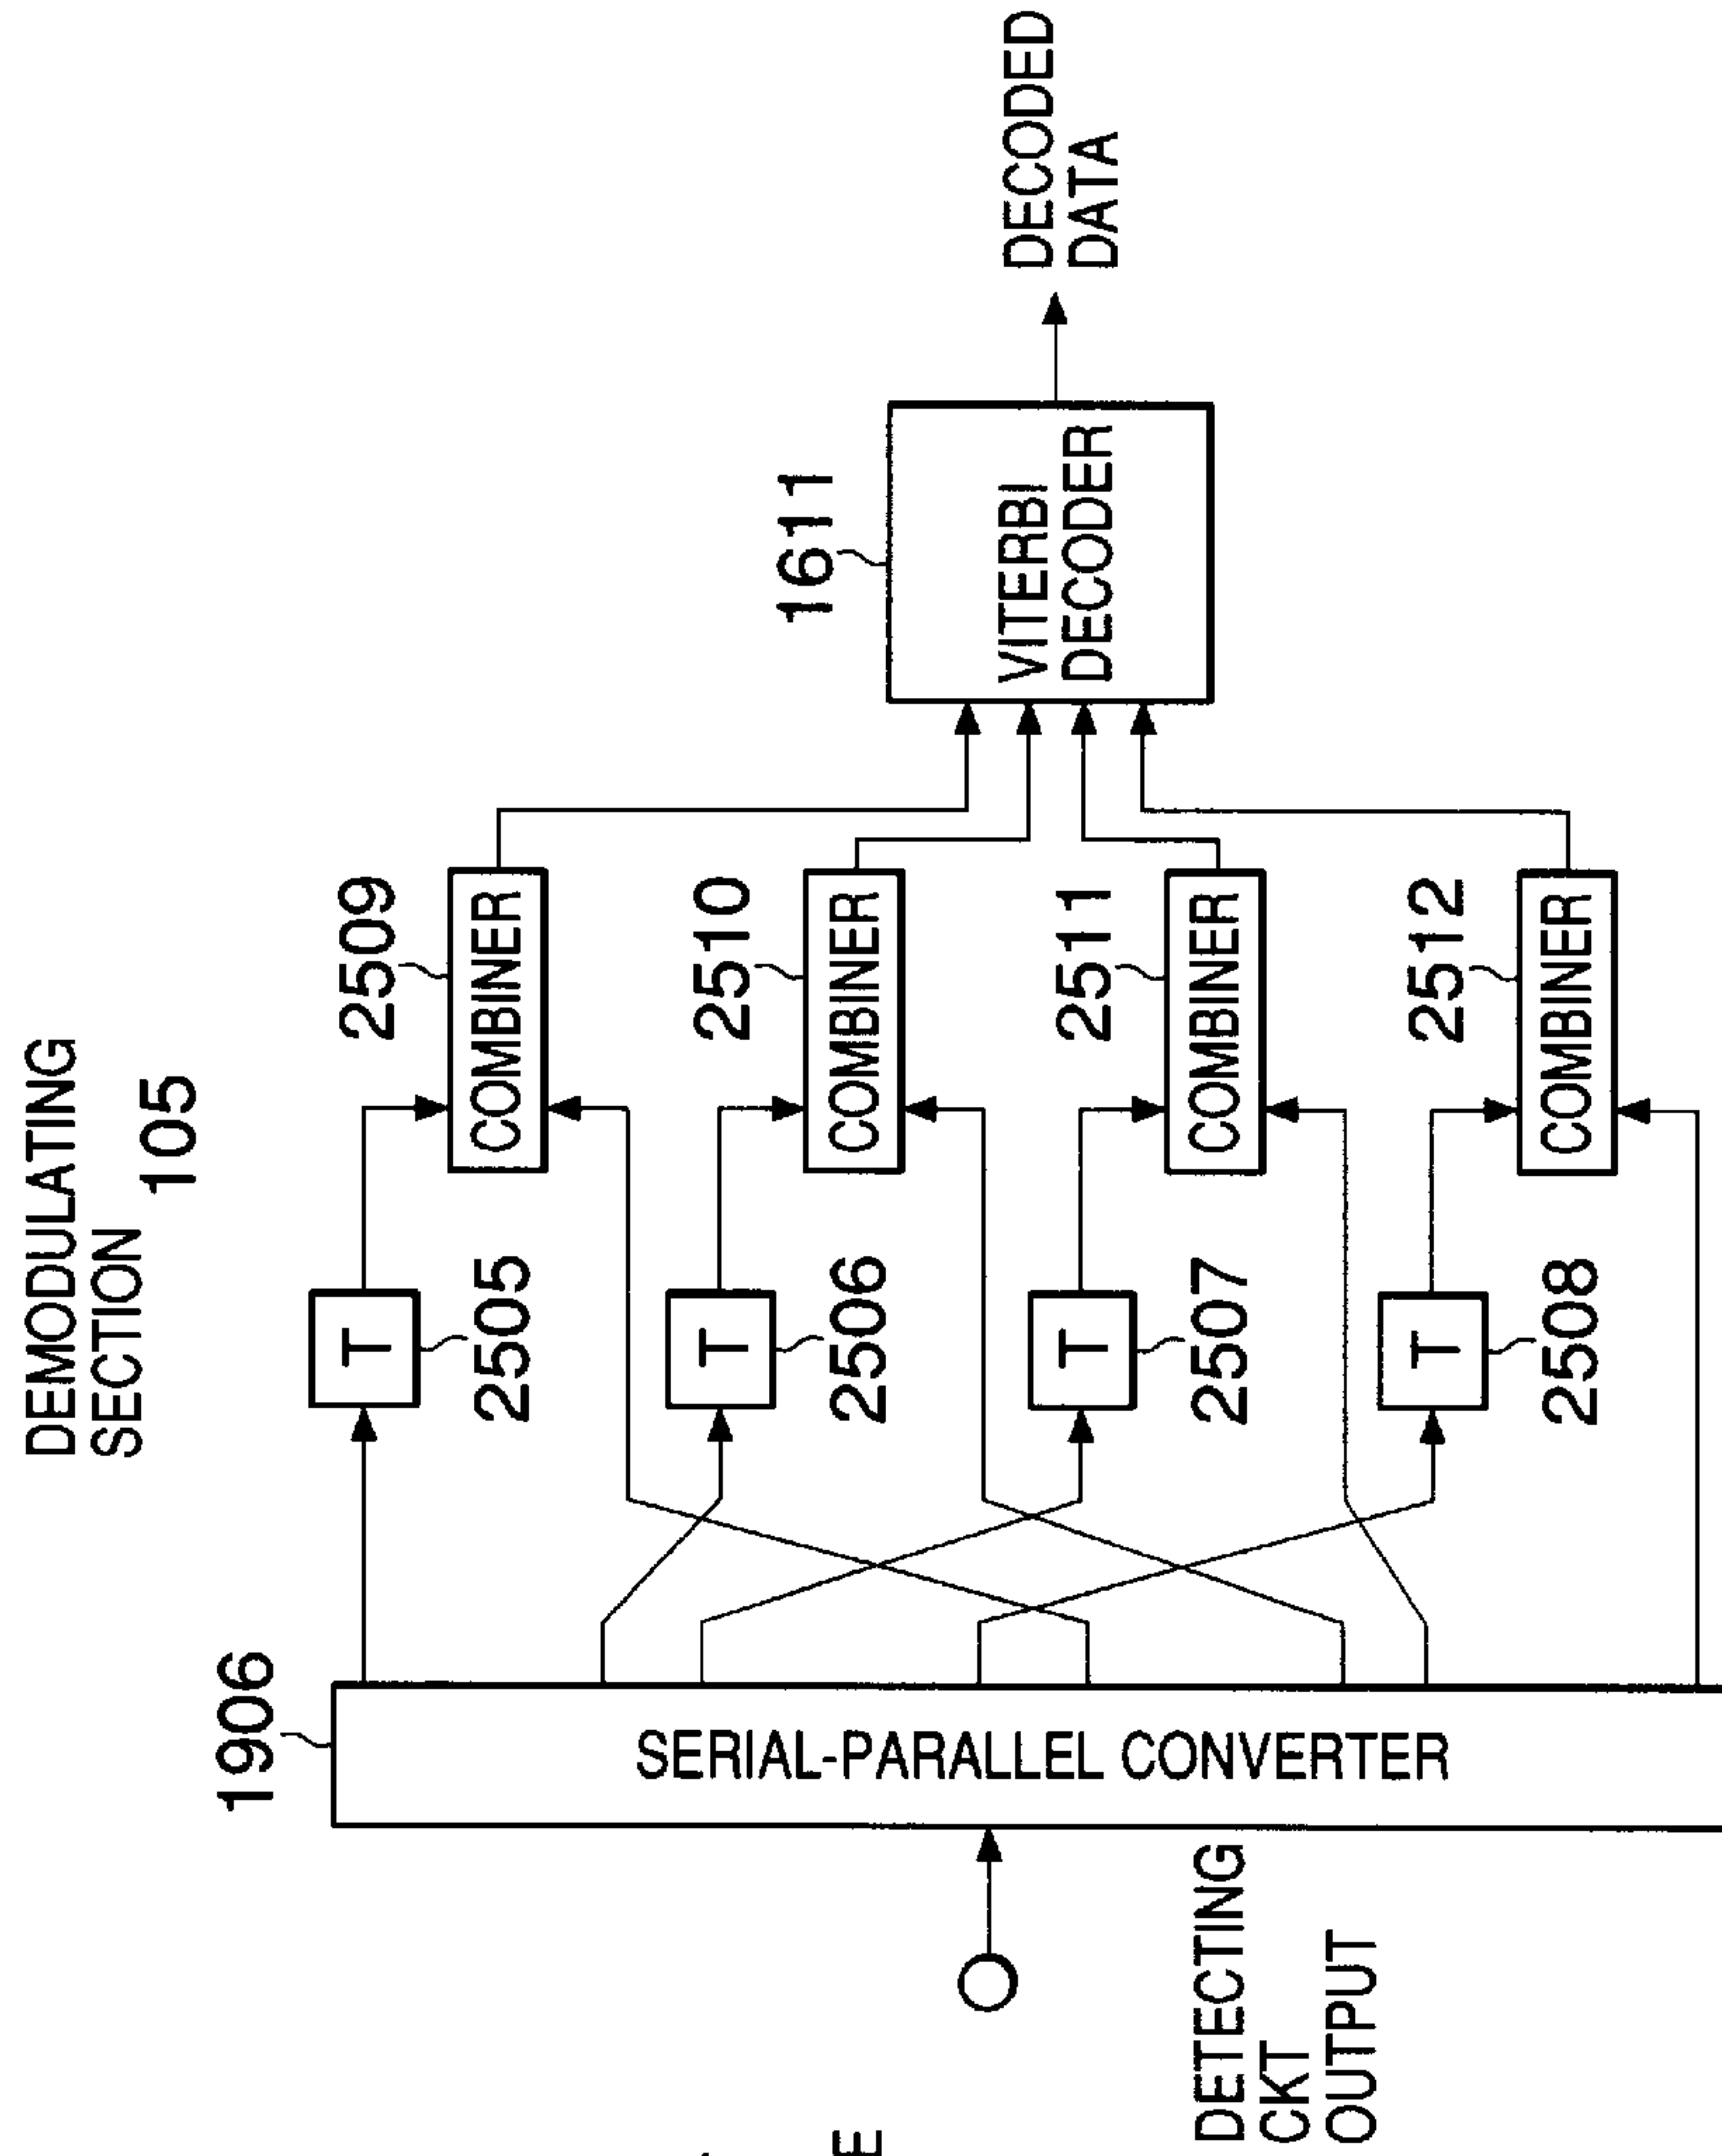 DEMODULATING
SECTION
105
1906
SERIAL-PARALLEL CONVERTER
DETECTING
CKT
OUTPUT
T
2505
T
2506
T
2507
T
2508
2509
COMBINER
2510
COMBINER
2511
COMBINER
2512
COMBINER
1611
VITERBI
DECODER
DECODED
DATA
E